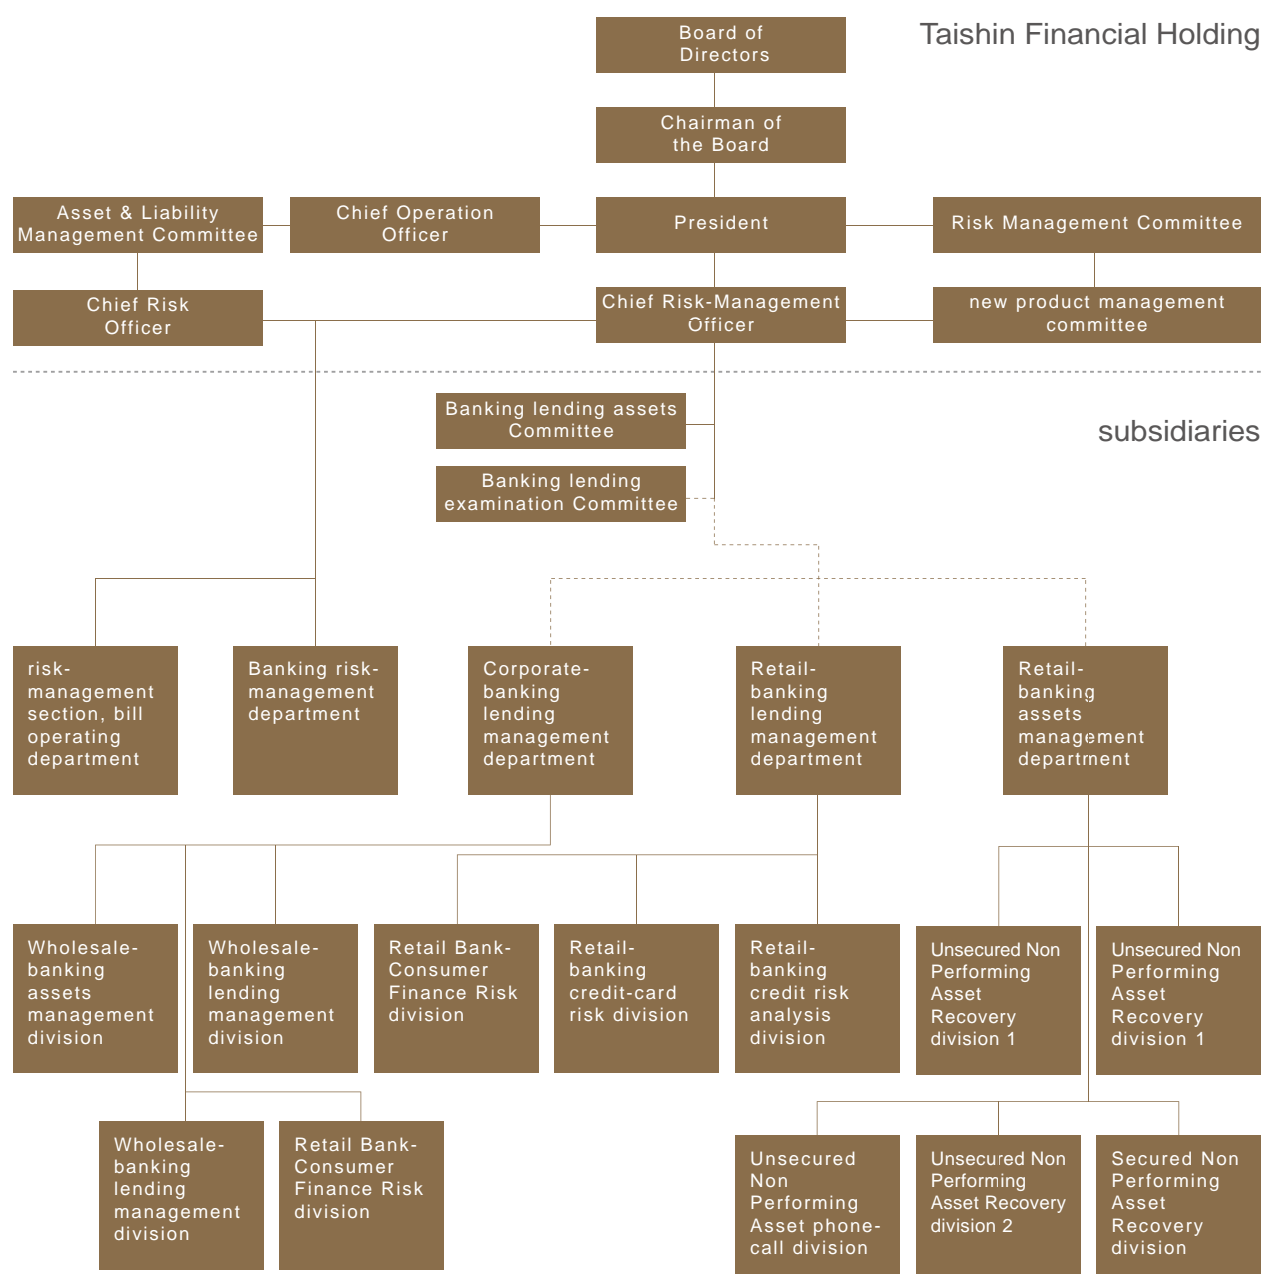 Taishin Financial Holding
Board of
Directors
Chairman of
the Board
Asset & Liability
Management Committee
Chief Operation
Officer
President
Risk Management Committee
Chief Risk
Officer
Chief Risk-Management
Officer
new product management
committee
subsidiaries
Banking lending assets
Committee
Banking lending
examination Committee
risk-
management
section, bill
operating
department
Banking risk-
management
department
Corporate-
banking
lending
management
department
Retail-
banking
lending
management
department
Retail-
banking
assets
management
department
Wholesale-
banking
assets
management
division
Wholesale-
banking
lending
management
division
Retail Bank-
Consumer
Finance Risk
division
Retail-
banking
credit-card
risk division
Retail-
banking
credit risk
analysis
division
Unsecured Non
Performing
Asset
Recovery
division 1
Unsecured Non
Performing
Asset
Recovery
division 1
Wholesale-
banking
lending
management
division
Retail Bank-
Consumer
Finance Risk
division
Unsecured
Non
Performing
Asset phone-
call division
Unsecured Non
Performing
Asset Recovery
division 2
Secured Non
Performing
Asset
Recovery
division